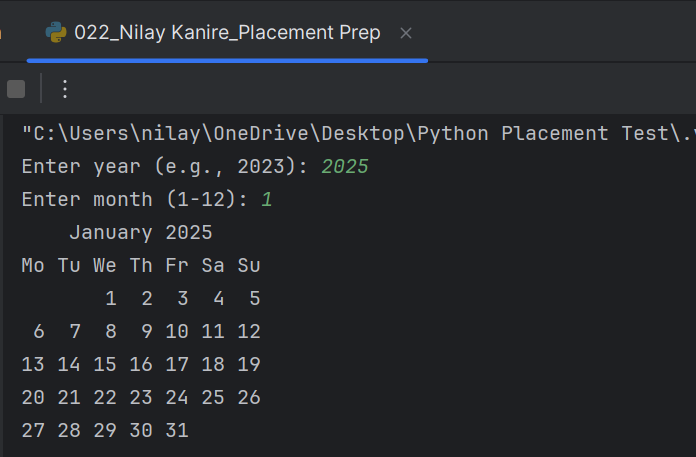 022_Nilay Kanire_Placement Prep
"C:\Users\nilay\OneDrive\Desktop\Python Placement Test\.
Enter year (e.g., 2023): 2025
Enter month (1-12): 1
    January 2025
Mo Tu We Th Fr Sa Su
       1  2  3  4  5
 6  7  8  9 10 11 12
13 14 15 16 17 18 19
20 21 22 23 24 25 26
27 28 29 30 31